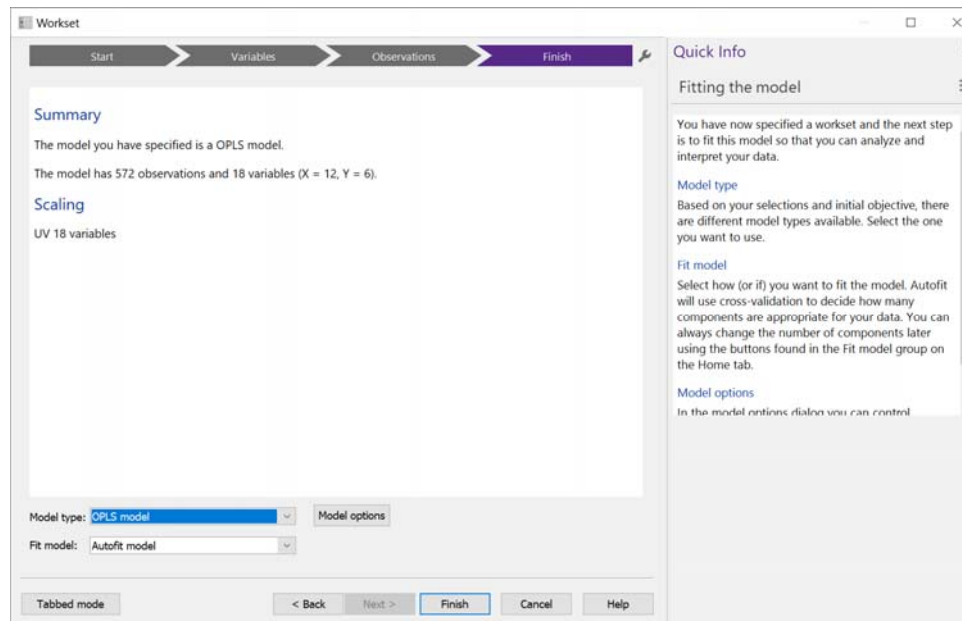 Workset
Start
Variables
Observations
Finish
Summary
The model you have specified is a OPLS model.
The model has 572 observations and 18 variables (X = 12, Y = 6).
Scaling
UV 18 variables
Model type: OPLS model
Model options
Fit model: Autofit model
Tabbed mode
< Back
Next >
Finish
Cancel
Help
Quick Info
Fitting the model
You have now specified a workset and the next step
is to fit this model so that you can analyze and
interpret your data.
Model type
Based on your selections and initial objective, there
are different model types available. Select the one
you want to use.
Fit model
Select how (or if) you want to fit the model. Autofit
will use cross-validation to decide how many
components are appropriate for your data. You can
always change the number of components later
using the buttons found in the Fit model group on
the Home tab.
Model options
In the model options dialog you can control